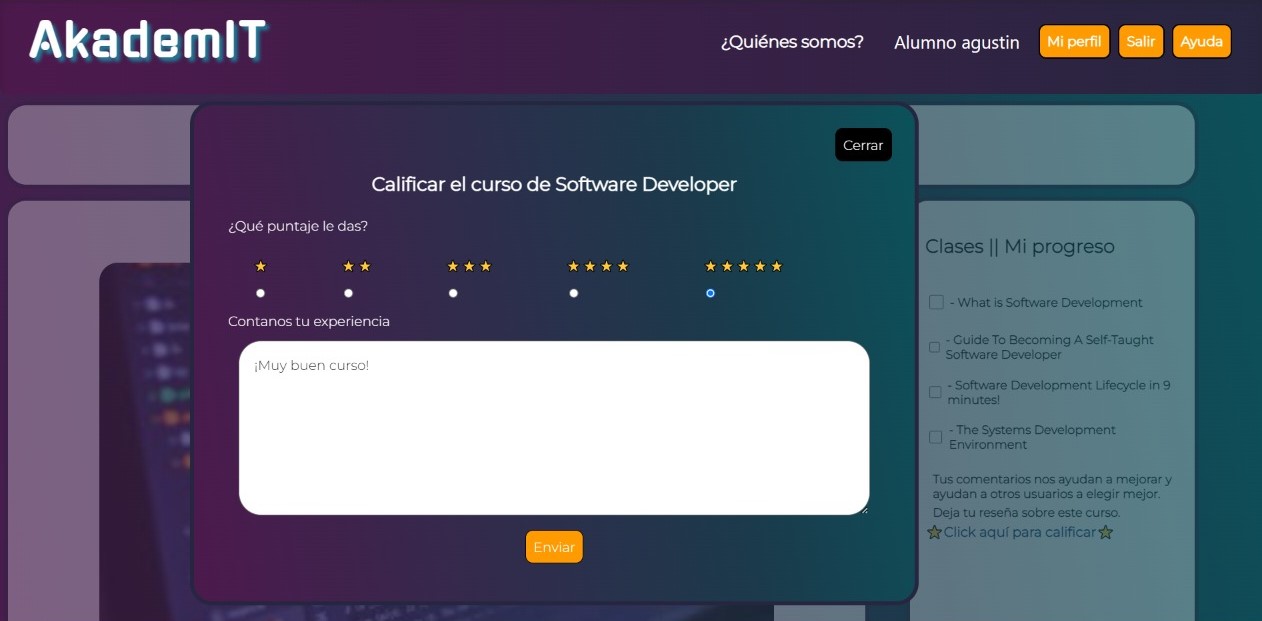 AkademIT
¿Quiénes somos?
Alumno agustin
Mi perfil
Salir
Ayuda
Cerrar
Calificar el curso de Software Developer
¿Qué puntaje le das?
Contanos tu experiencia
¡Muy buen curso!
Enviar
Clases || Mi progreso
- What is Software Development
- Guide To Becoming A Self-Taught
Software Developer
- Software Development Lifecycle in 9
minutes!
- The Systems Development
Environment
Tus comentarios nos ayudan a mejorar y
ayudan a otros usuarios a elegir mejor.
Deja tu reseña sobre este curso.
Click aquí para calificar